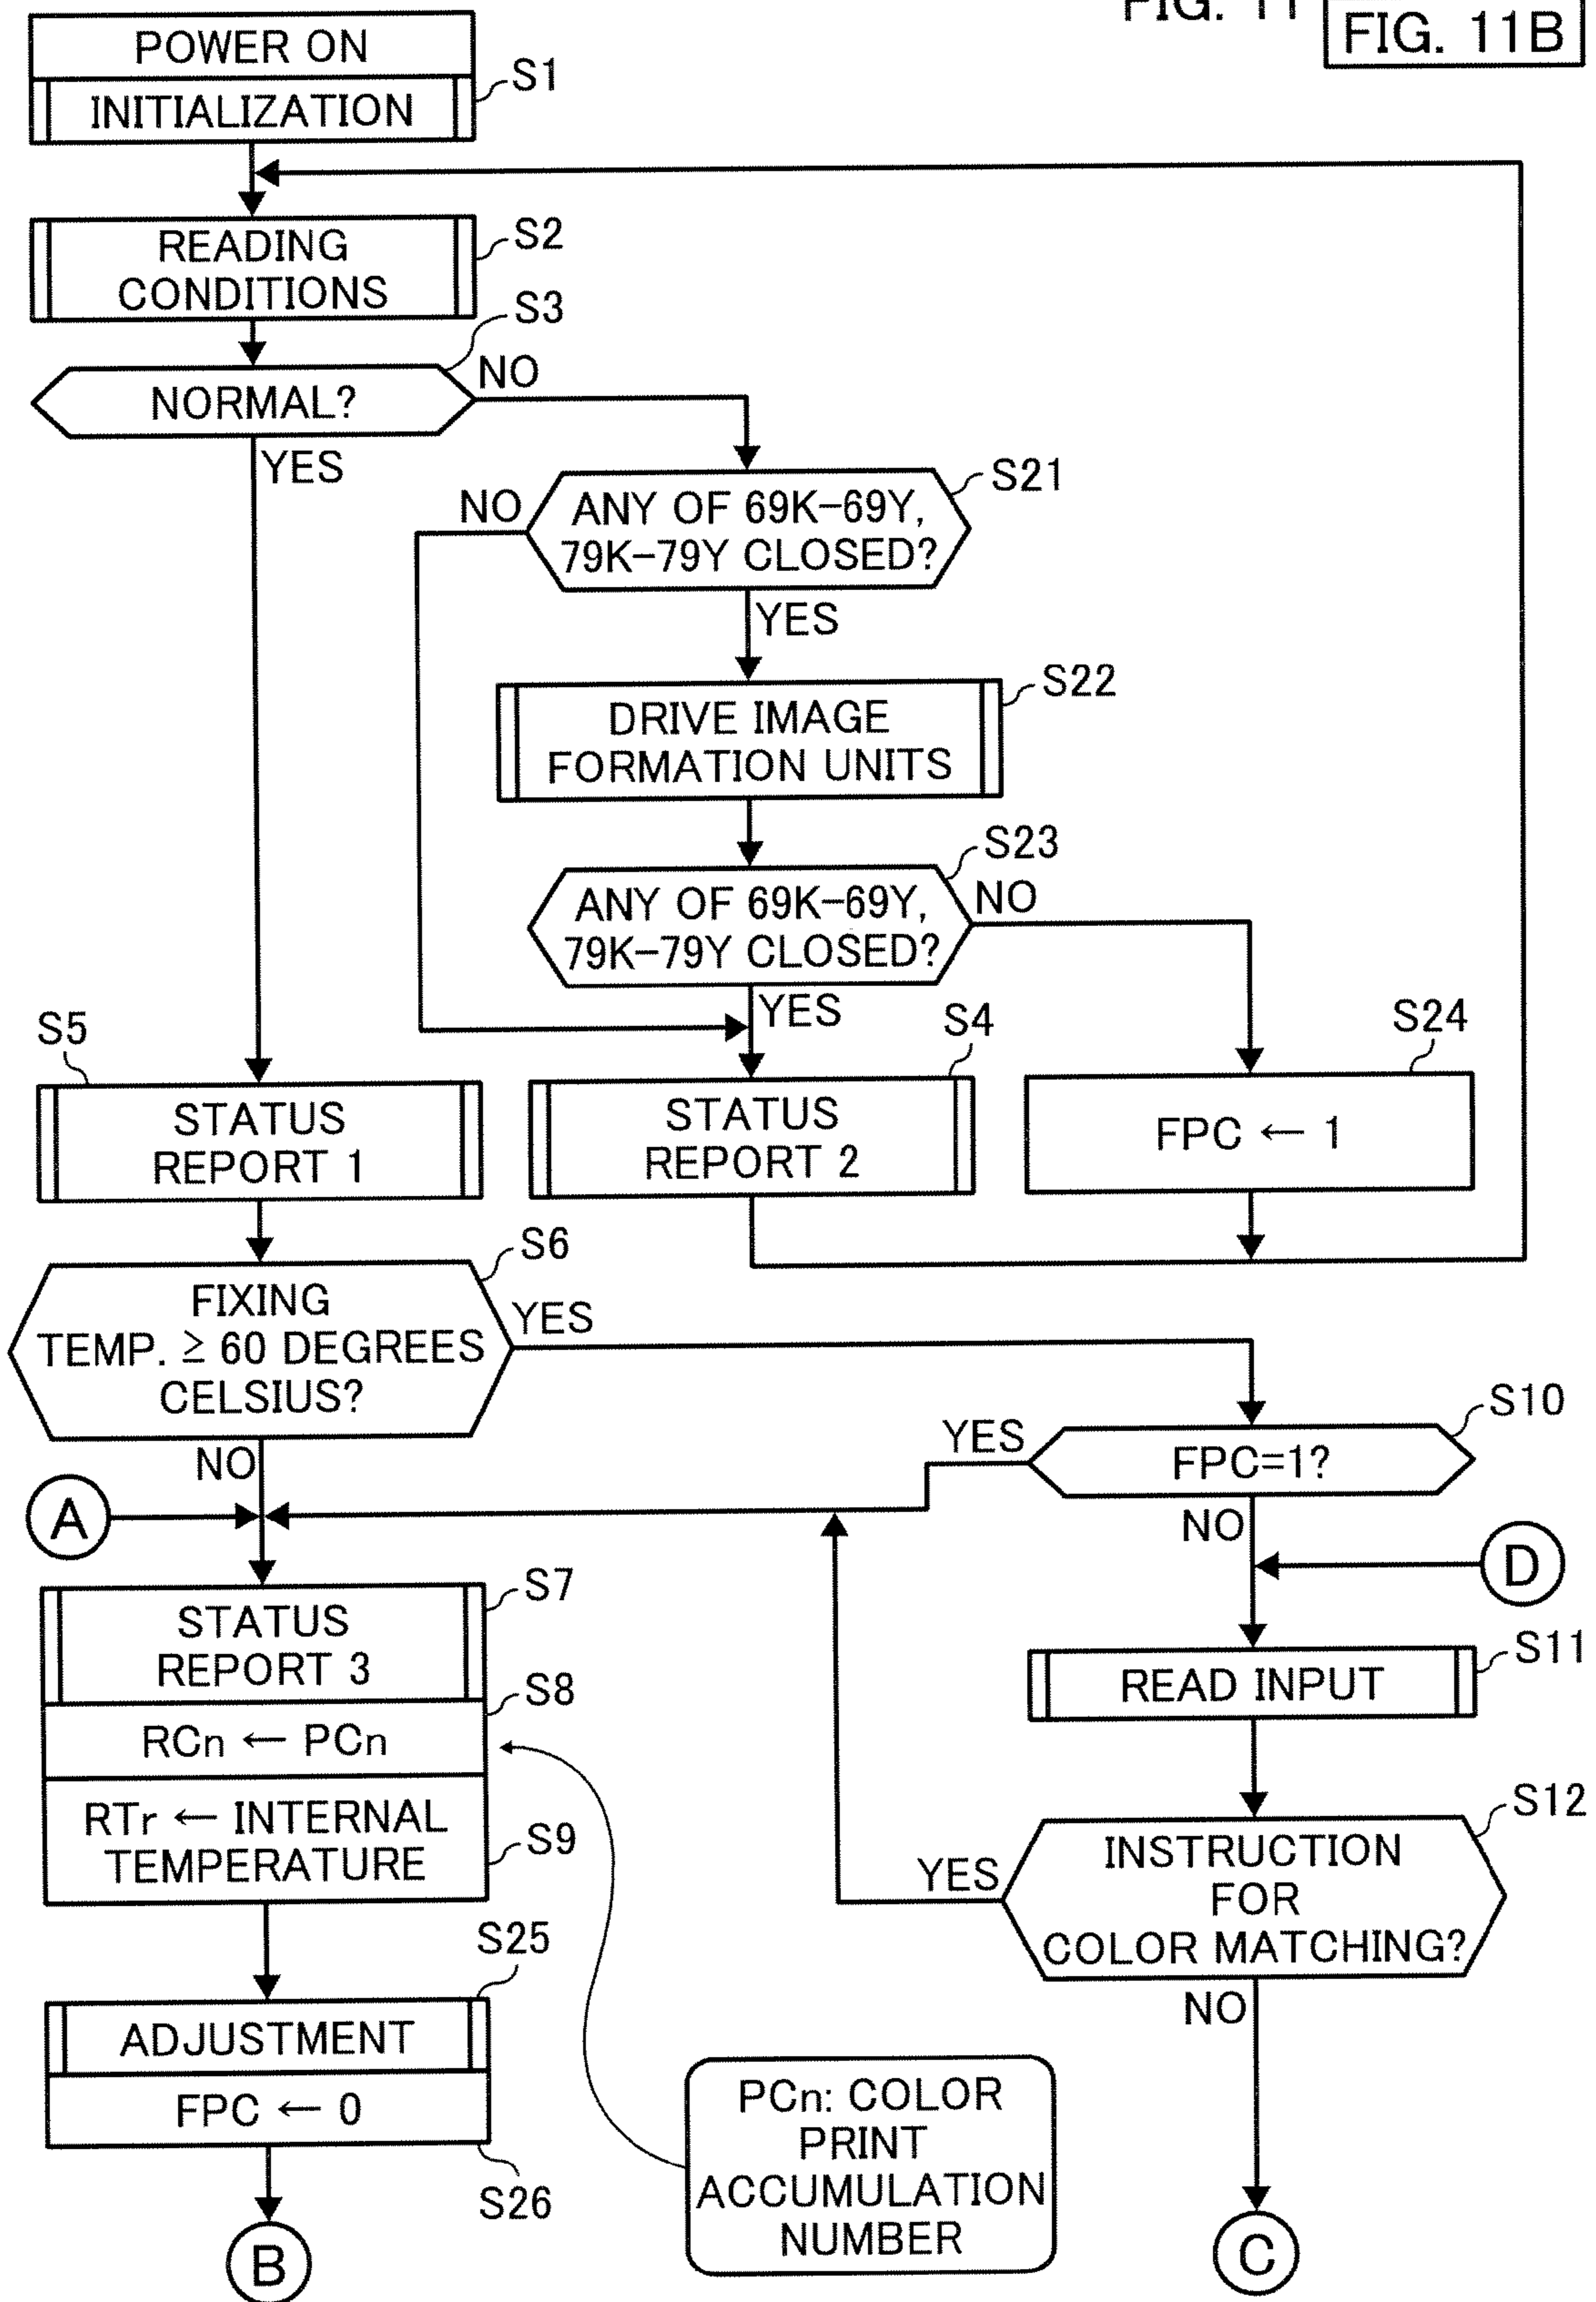 FIG. 11
FIG. 11B
POWER ON
INITIALIZATION
S1
READING
CONDITIONS
S2
S3
NORMAL?
NO
YES
S21
ANY OF 69K-69Y,
79K-79Y CLOSED?
NO
YES
S22
DRIVE IMAGE
FORMATION UNITS
S23
ANY OF 69K-69Y,
79K-79Y CLOSED?
NO
YES
S5
STATUS
REPORT 1
S4
STATUS
REPORT 2
S24
FPC ← 1
S6
FIXING
TEMP. ≥ 60 DEGREES
CELSIUS?
YES
NO
S10
FPC=1?
YES
NO
A
D
S7
STATUS
REPORT 3
S8
RCn ← PCn
RTr ← INTERNAL
TEMPERATURE
S9
S11
READ INPUT
S12
INSTRUCTION
FOR
COLOR MATCHING?
YES
NO
S25
ADJUSTMENT
FPC ← 0
S26
PCn: COLOR
PRINT
ACCUMULATION
NUMBER
B
C